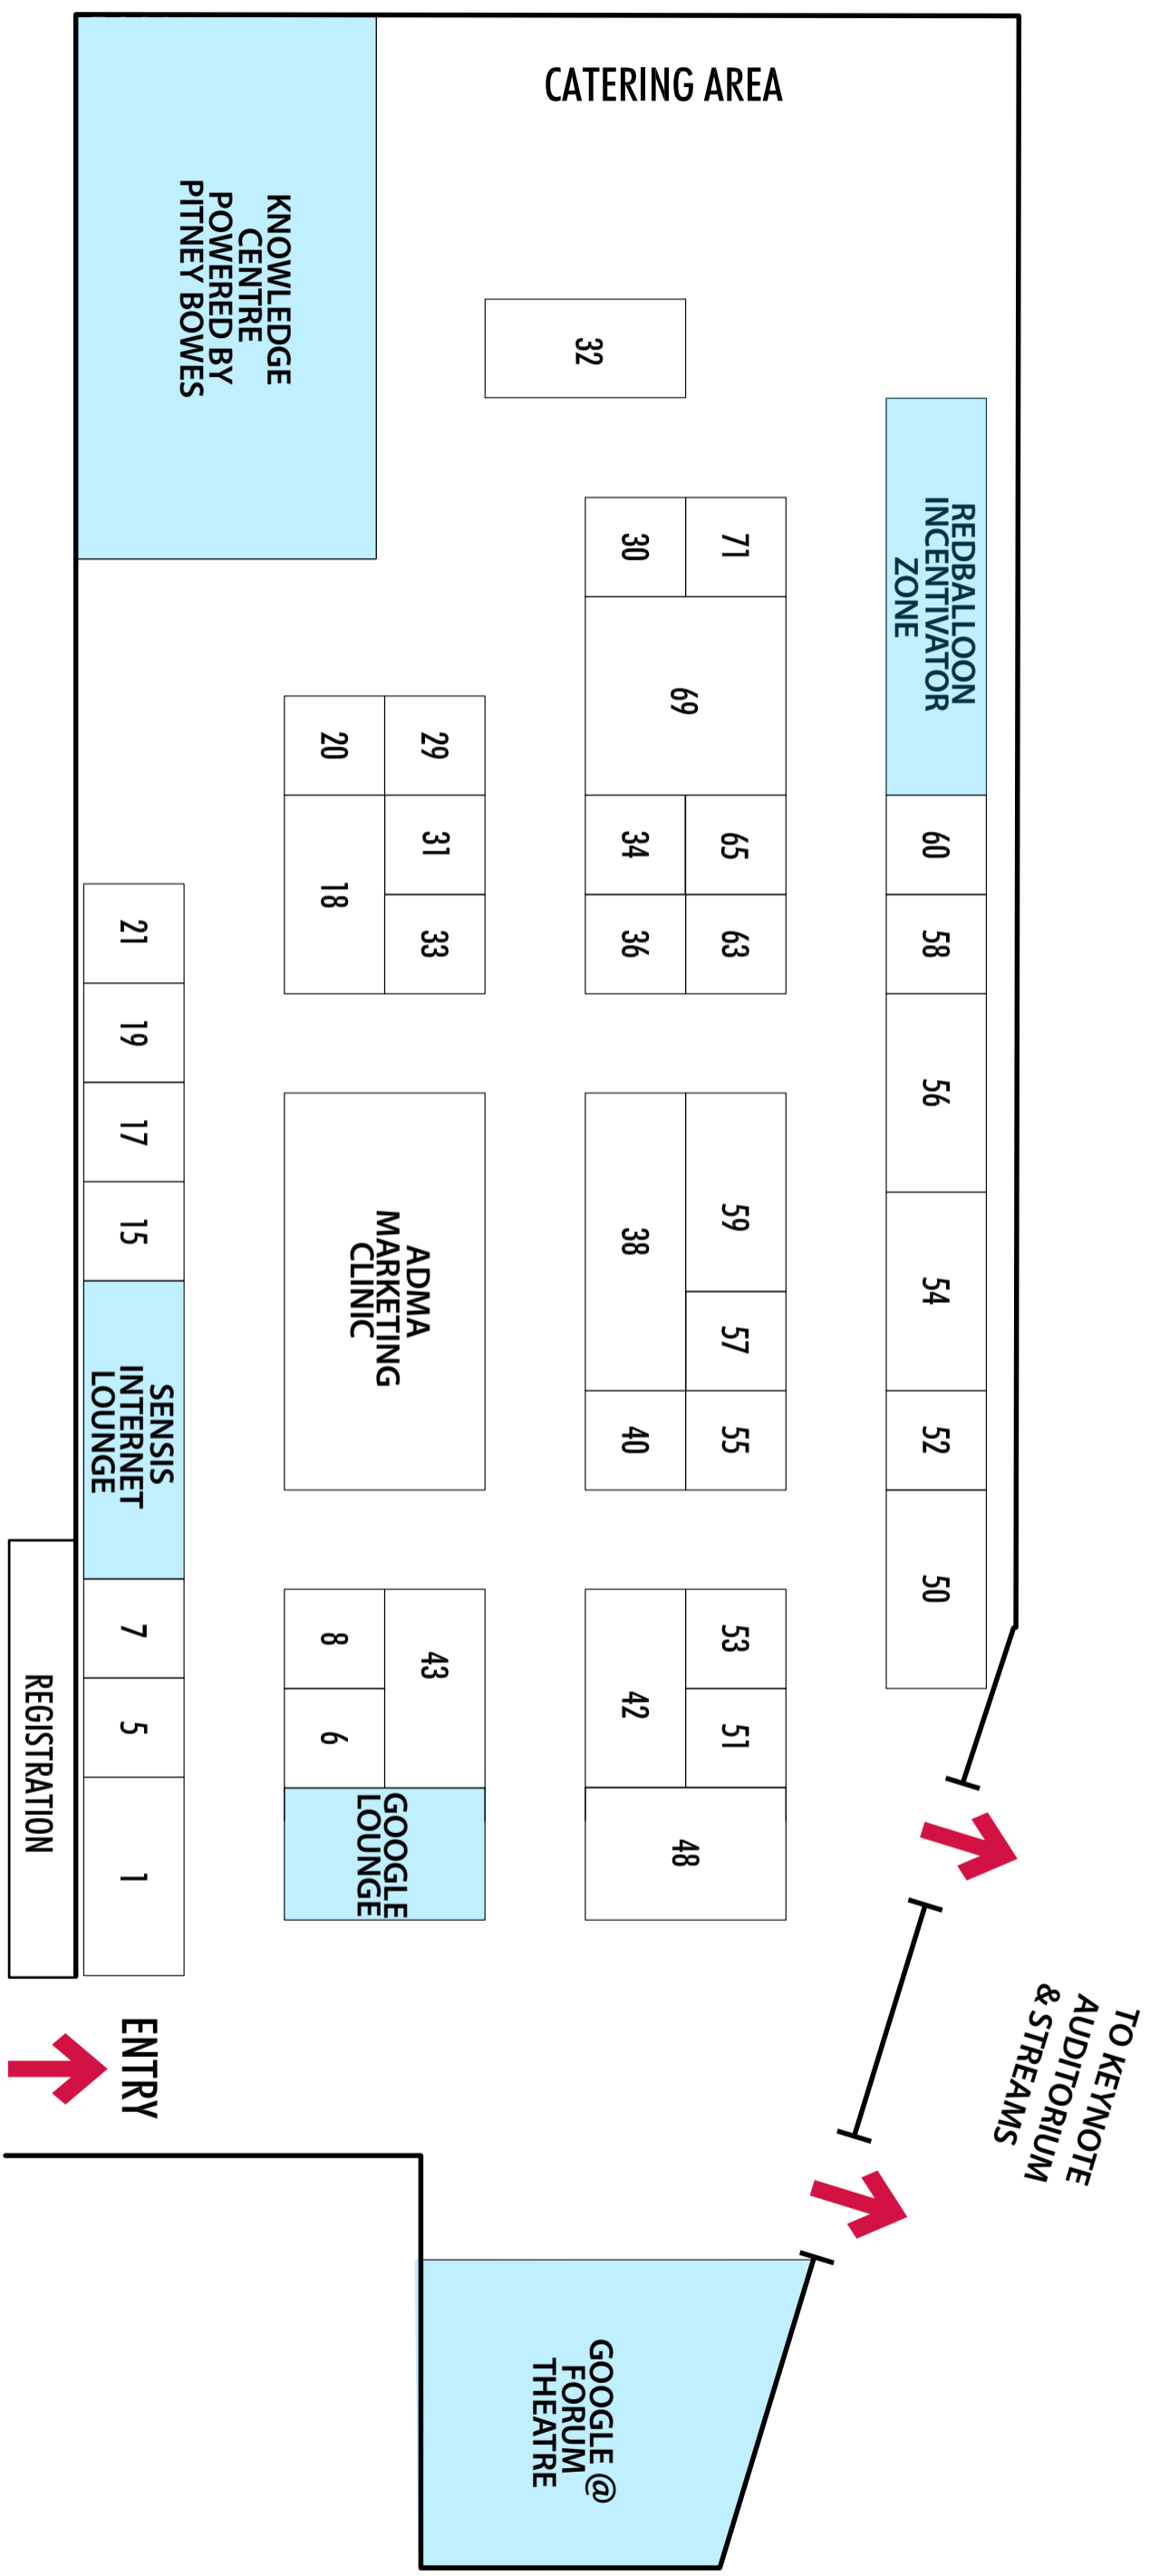 CATERING AREA
KNOWLEDGE
CENTRE
POWERED BY
PITNEY BOWES
32
REDBALLOON
INCENTIVATOR
ZONE
30
71
69
20
29
34
65
60
31
18
36
63
58
33
21
19
17
15
56
59
38
54
57
ADMA
MARKETING
CLINIC
40
55
52
SENSIS
INTERNET
LOUNGE
50
7
8
43
53
42
5
6
51
REGISTRATION
1
GOOGLE
LOUNGE
48
ENTRY
TO KEYNOTE
AUDITORIUM
& STREAMS
GOOGLE @
FORUM
THEATRE